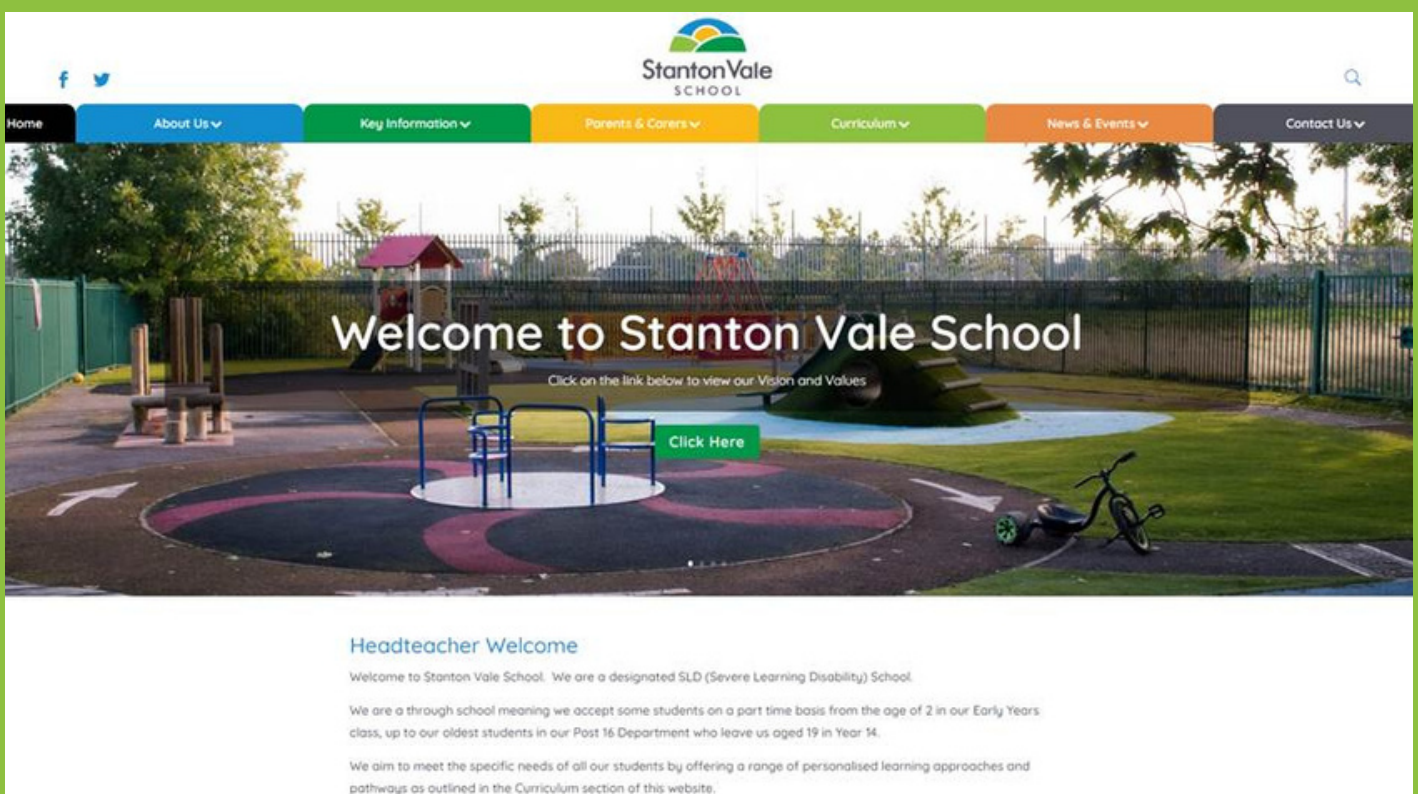 Stanton Vale
SCHOOL
Home About Us Key Information Parents & Carers Curriculum News & Events Contact Us
Welcome to Stanton Vale School
Click on the link below to view our Vision and Values
Click Here
Headteacher Welcome
Welcome to Stanton Vale School. We are a designated SLD (Severe Learning Disability) School.
We are a through school meaning we accept some students on a part time basis from the age of 2 in our Early Years
class, up to our oldest students in our Post 16 Department who leave us aged 19 in Year 14.
We aim to meet the specific needs of all our students by offering a range of personalised learning approaches and
pathways as outlined in the Curriculum section of this website.